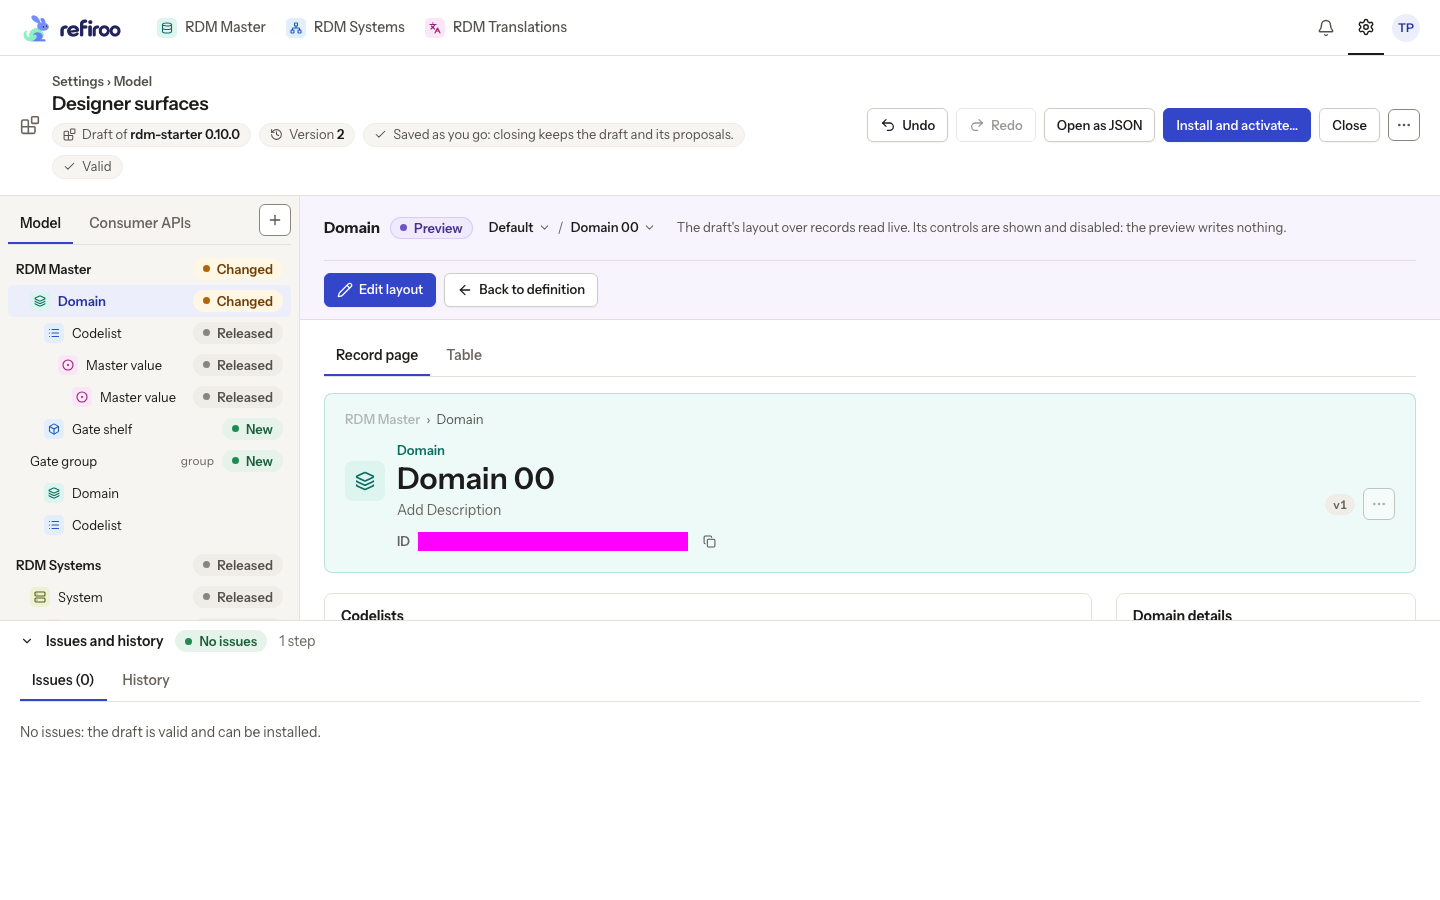 refiroo
RDM Master
RDM Systems
RDM Translations
TP
Settings › Model
Designer surfaces
Draft of rdm-starter 0.10.0
Version 2
Saved as you go: closing keeps the draft and its proposals.
Valid
Undo
Redo
Open as JSON
Install and activate...
Close
Model
Consumer APIs
RDM Master Changed
Domain Changed
Codelist Released
Master value Released
Master value Released
Gate shelf New
Gate group group New
Domain
Codelist
RDM Systems Released
System Released
Domain Preview Default / Domain 00 The draft's layout over records read live. Its controls are shown and disabled: the preview writes nothing.
Edit layout
Back to definition
Record page
Table
RDM Master › Domain
Domain
Domain 00
Add Description
v1
ID
Codelists
Domain details
Issues and history No issues 1 step
Issues (0)
History
No issues: the draft is valid and can be installed.